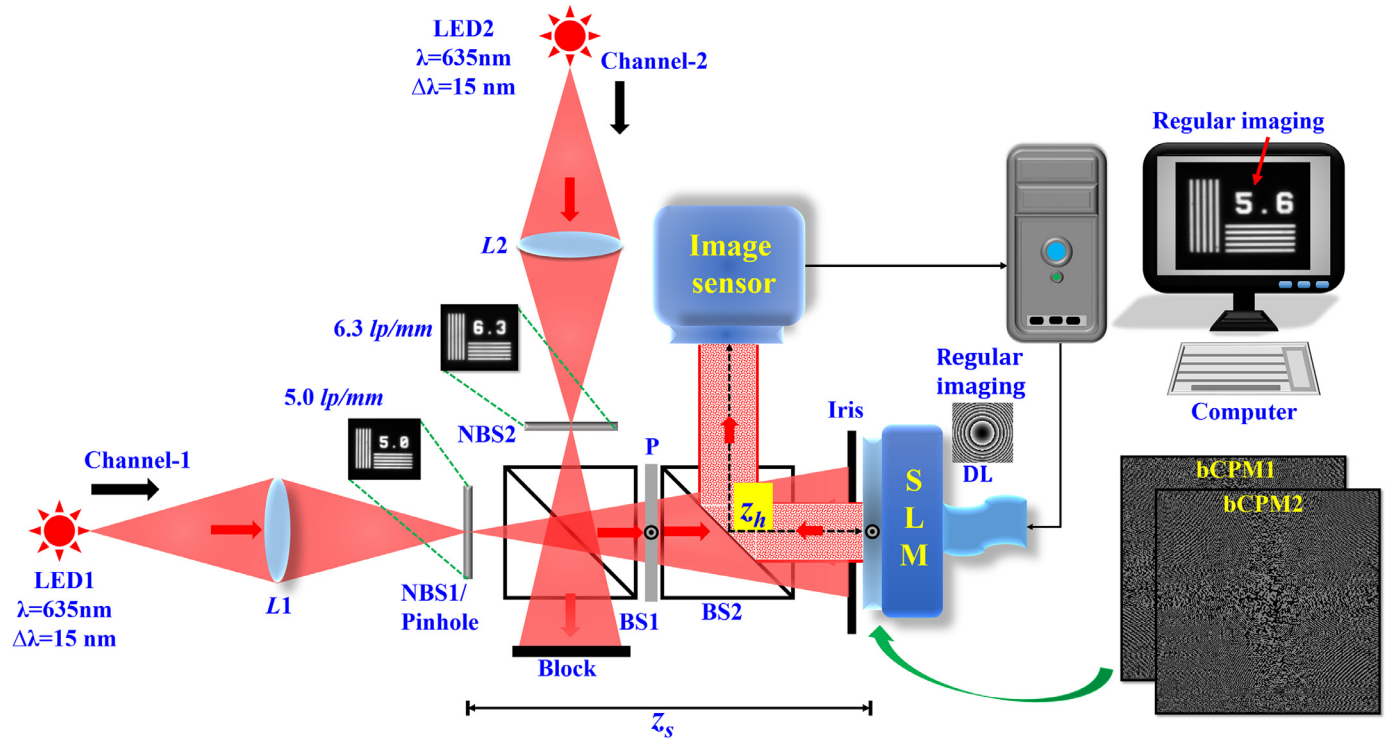 LED2
λ=635nm
Δλ=15 nm
Channel-2
L2
6.3 lp/mm
6.3
5.0 lp/mm
5.0
NBS2
Channel-1
LED1
λ=635nm
Δλ=15 nm
L1
NBS1/
Pinhole
P
BS1
BS2
Block
Image
sensor
z_h
Iris
SLM
Regular
imaging
DL
Regular imaging
5.6
Computer
bCPM1
bCPM2
z_s